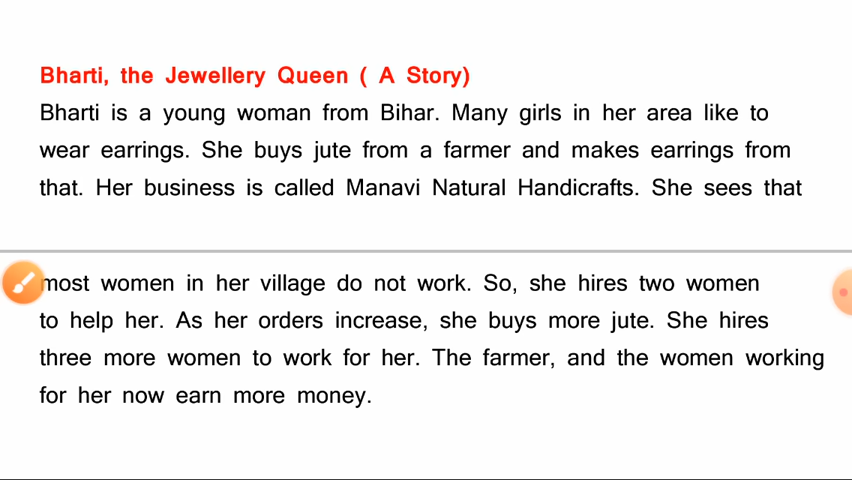 Bharti, the Jewellery Queen ( A Story)
Bharti is a young woman from Bihar. Many girls in her area like to
wear earrings. She buys jute from a farmer and makes earrings from
that. Her business is called Manavi Natural Handicrafts. She sees that
most women in her village do not work. So, she hires two women
to help her. As her orders increase, she buys more jute. She hires
three more women to work for her. The farmer, and the women working
for her now earn more money.